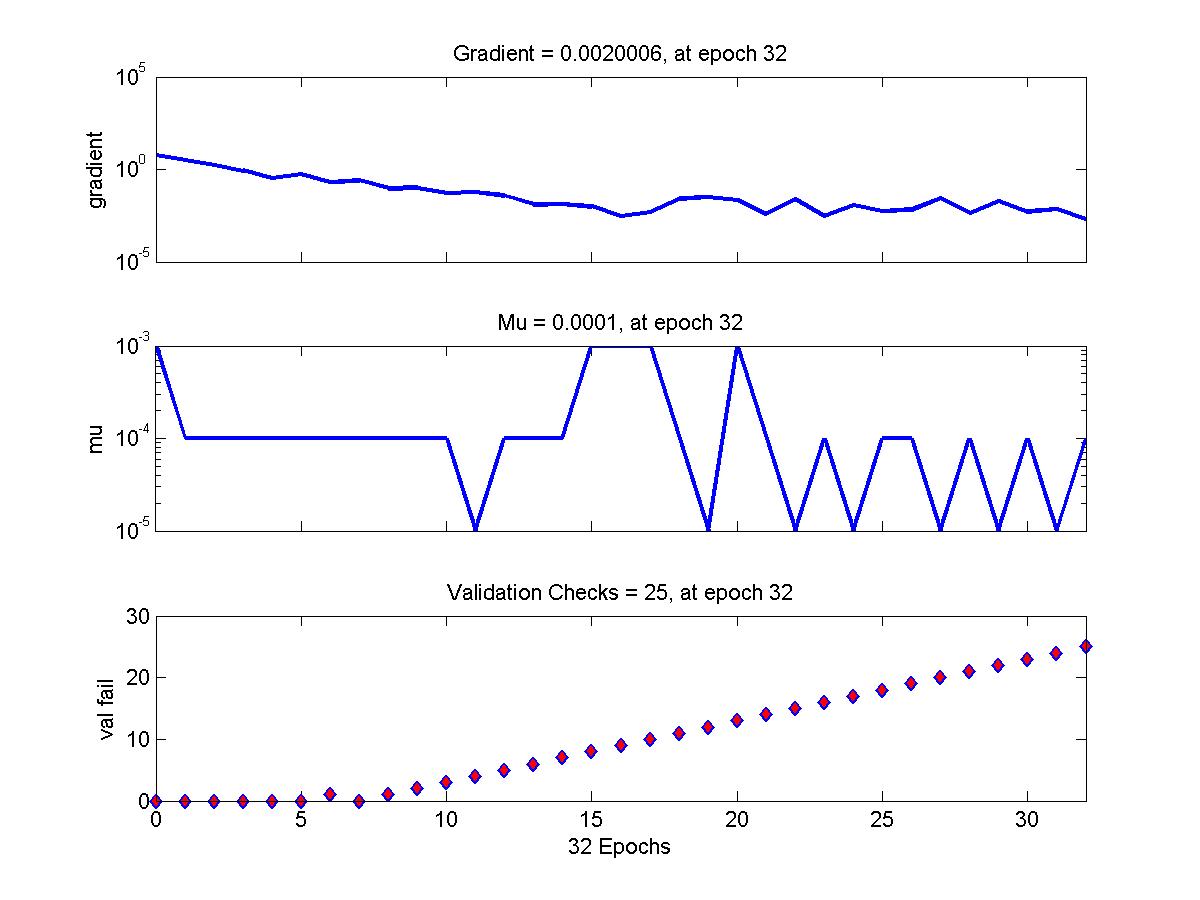 Gradient = 0.0020006, at epoch 32
10^5
10^0
10^-5
gradient
Mu = 0.0001, at epoch 32
10^-3
10^-4
10^-5
mu
Validation Checks = 25, at epoch 32
30
20
10
0
val fail
0 5 10 15 20 25 30
32 Epochs